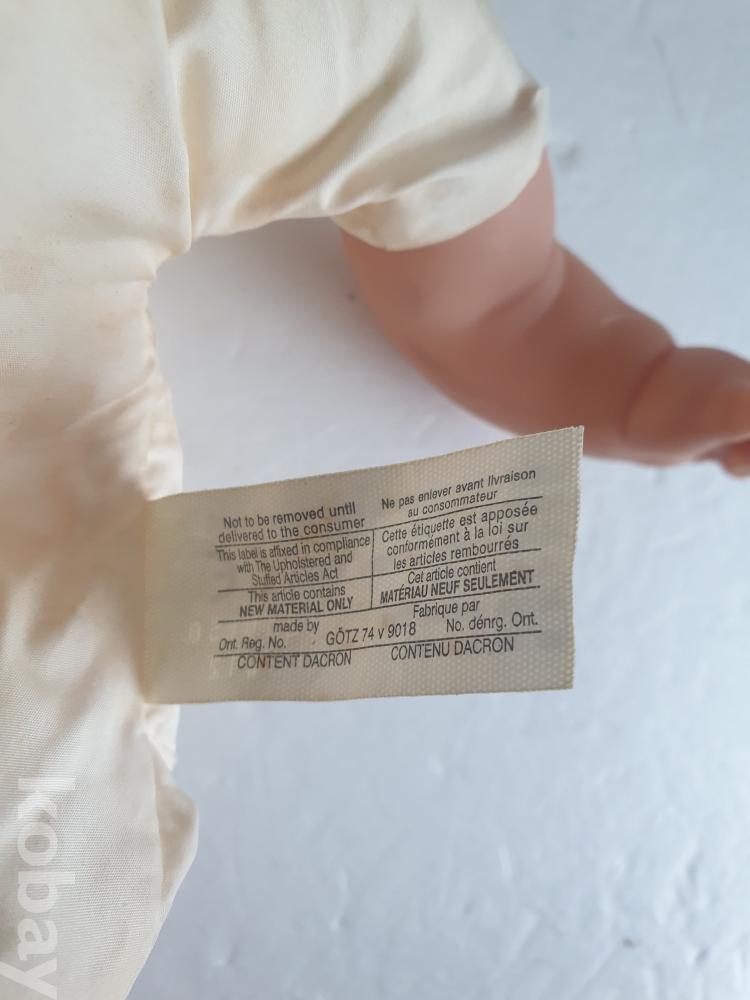 Not to be removed until
delivered to the consumer
Ne pas enlever avant livraison
au consommateur
This label is affixed in compliance
with The Upholstered and
Stuffed Articles Act
Cette étiquette est apposée
conformément à la loi sur
les articles rembourrés
This article contains
NEW MATERIAL ONLY
Cet article contient
MATÉRIAU NEUF SEULEMENT
made by
Fabrique par
Ont. Reg. No.
GÖTZ 74 v 9018
No. dénrg. Ont.
CONTENT DACRON
CONTENU DACRON
kobay